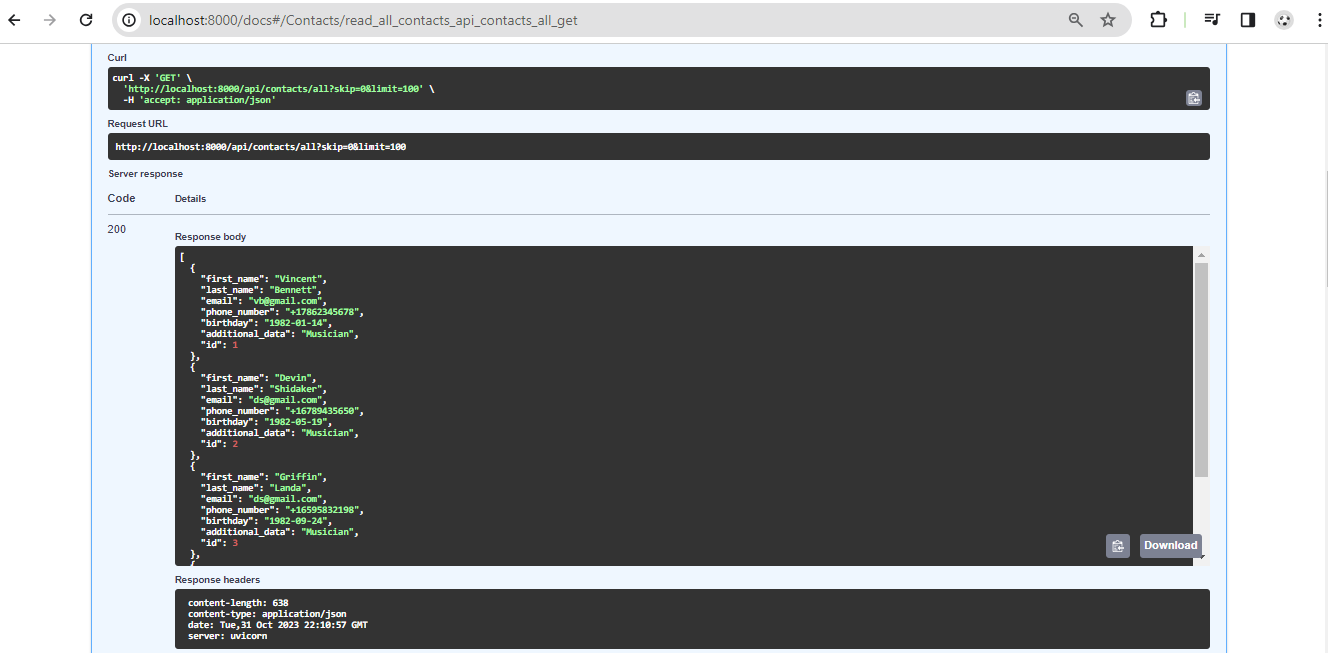 localhost:8000/docs#/Contacts/read_all_contacts_api_contacts_all_get
Curl
curl -X 'GET' \
  'http://localhost:8000/api/contacts/all?skip=0&limit=100' \
  -H 'accept: application/json'
Request URL
http://localhost:8000/api/contacts/all?skip=0&limit=100
Server response
Code Details
200
Response body
[
  {
    "first_name": "Vincent",
    "last_name": "Bennett",
    "email": "vb@gmail.com",
    "phone_number": "+17862345678",
    "birthday": "1982-01-14",
    "additional_data": "Musician",
    "id": 1
  },
  {
    "first_name": "Devin",
    "last_name": "Shidaker",
    "email": "ds@gmail.com",
    "phone_number": "+16789435650",
    "birthday": "1982-05-19",
    "additional_data": "Musician",
    "id": 2
  },
  {
    "first_name": "Griffin",
    "last_name": "Landa",
    "email": "ds@gmail.com",
    "phone_number": "+16595832198",
    "birthday": "1982-09-24",
    "additional_data": "Musician",
    "id": 3
  },
  {
Download
Response headers
content-length: 638
content-type: application/json
date: Tue,31 Oct 2023 22:10:57 GMT
server: uvicorn